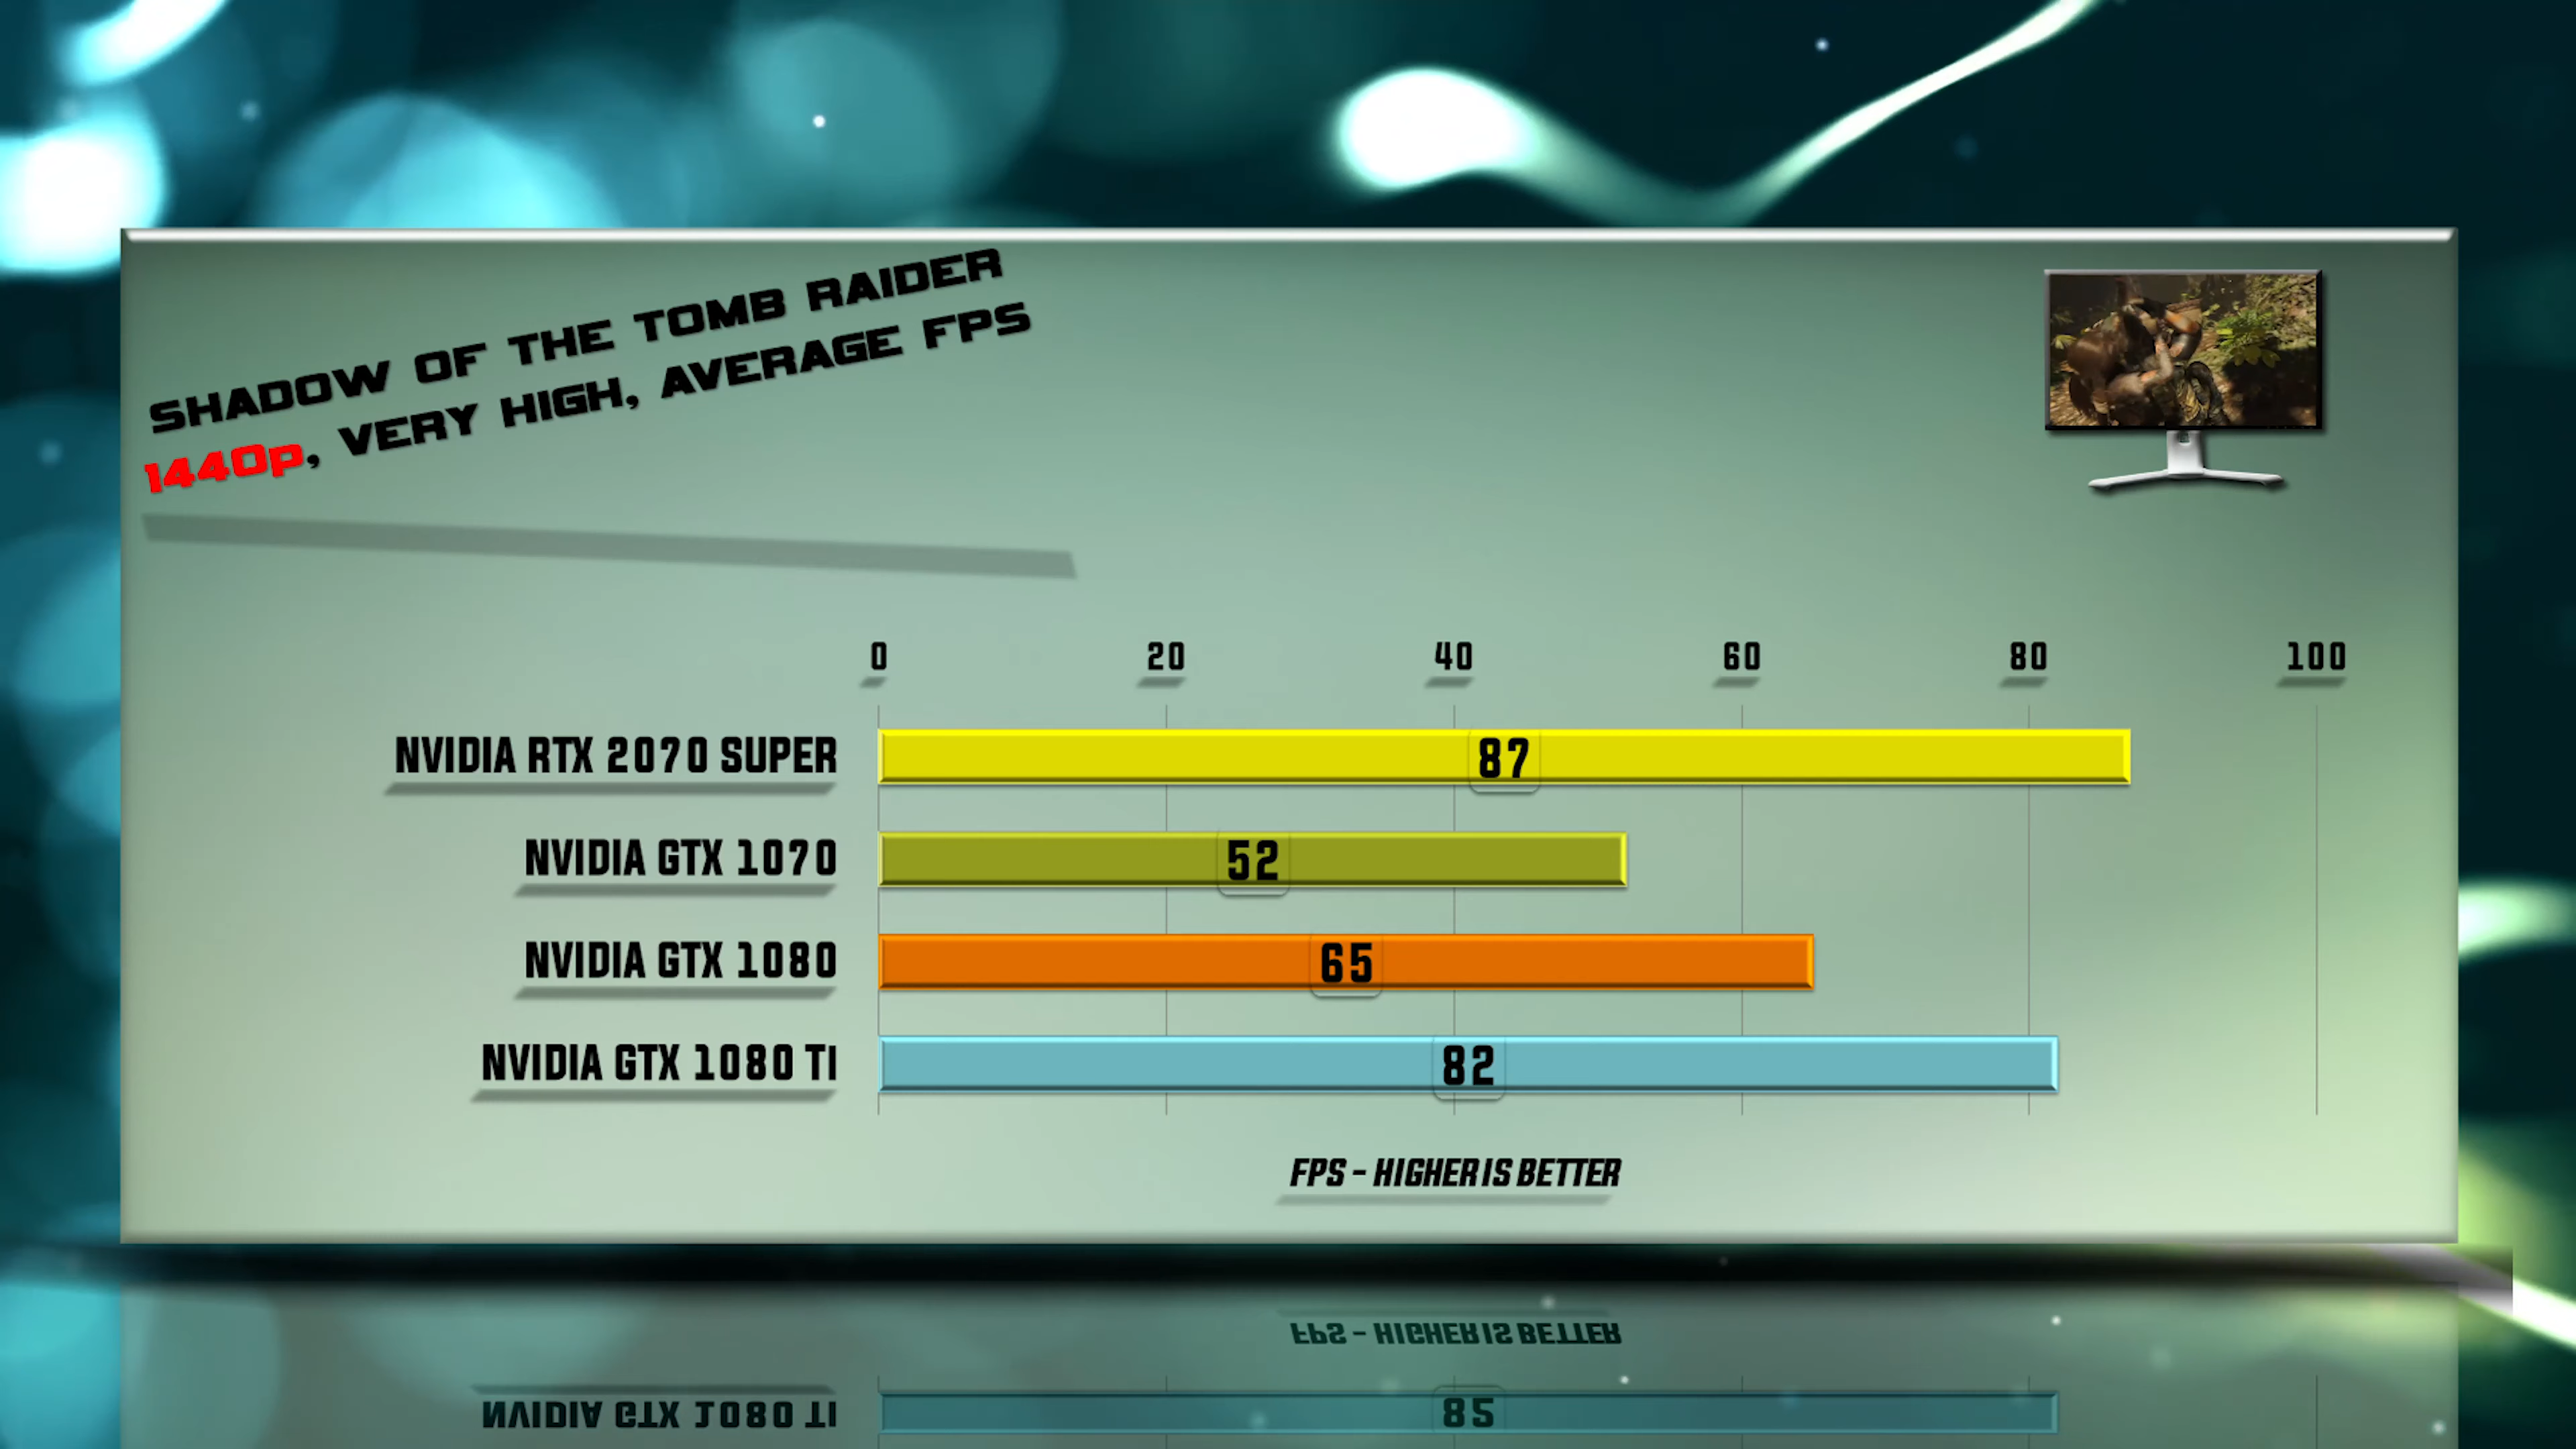 SHADOW OF THE TOMB RAIDER
1440p, VERY HIGH, AVERAGE FPS
0 20 40 60 80 100
NVIDIA RTX 2070 SUPER 87
NVIDIA GTX 1070 52
NVIDIA GTX 1080 65
NVIDIA GTX 1080 TI 82
FPS - HIGHER IS BETTER